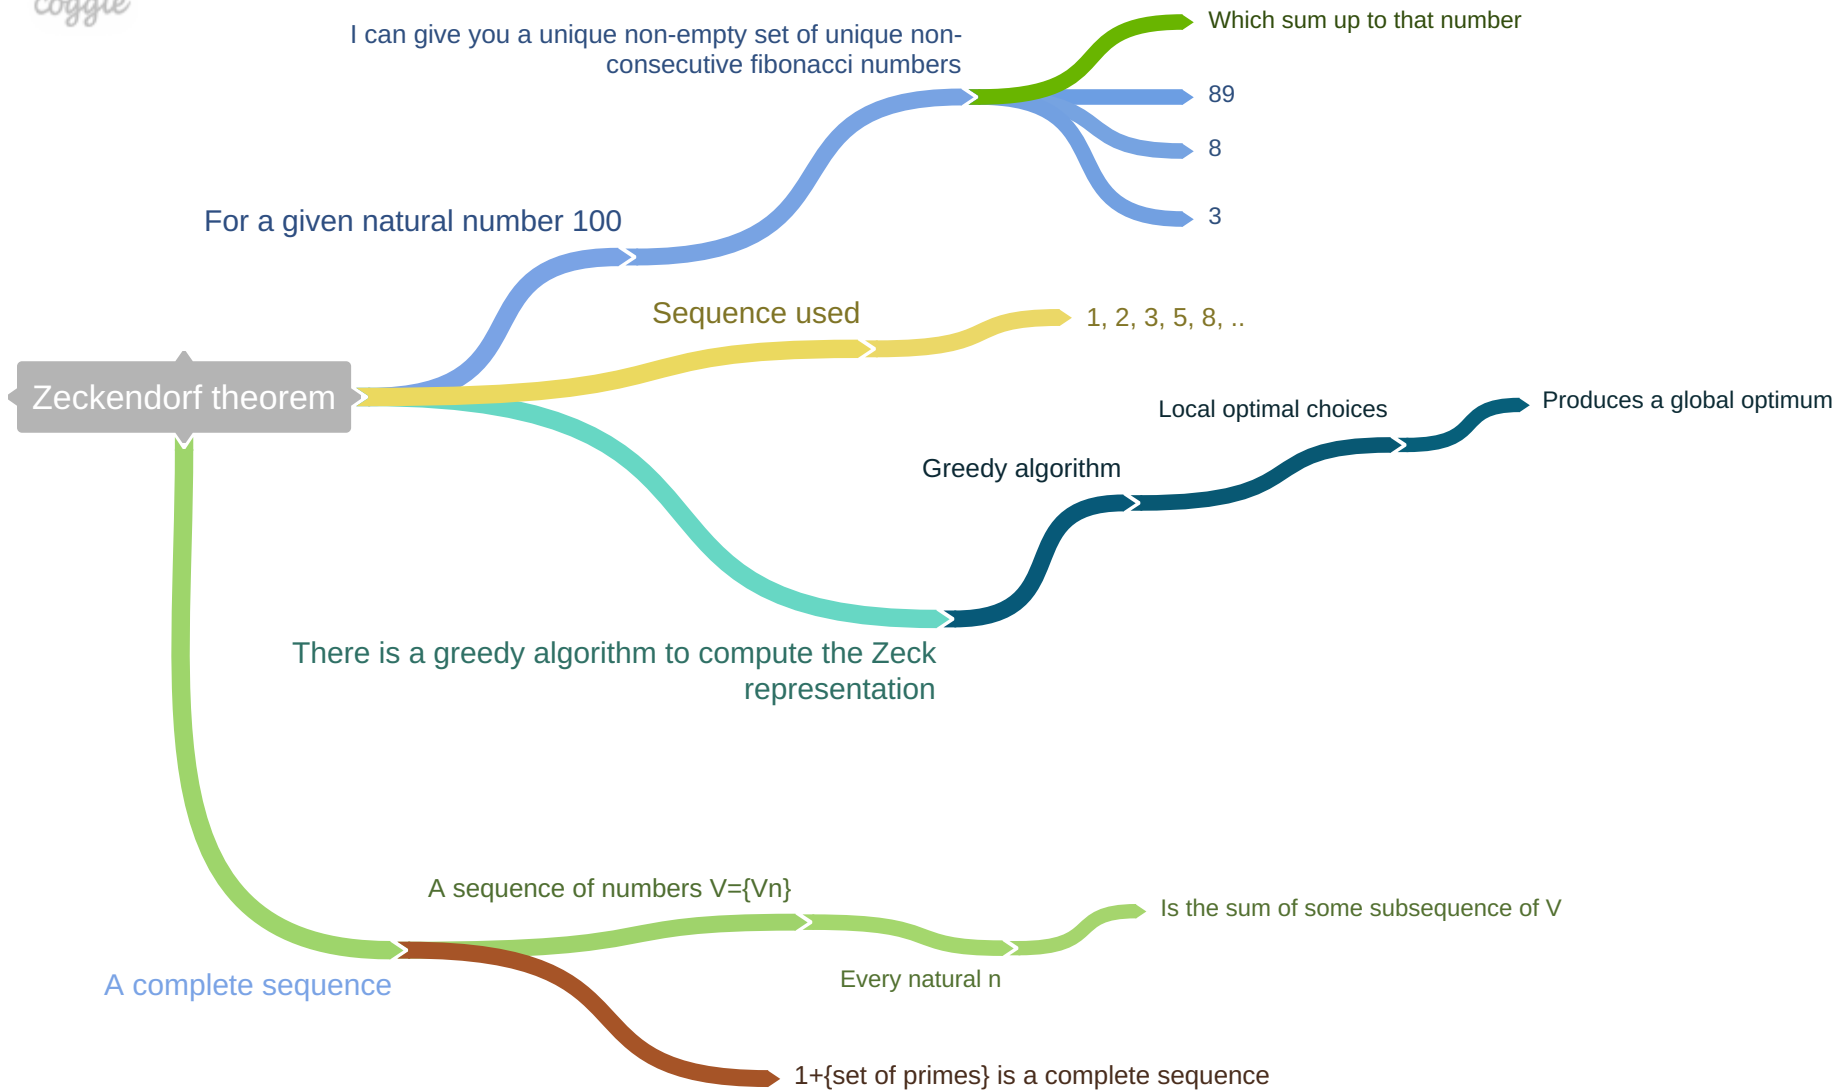 coggle
I can give you a unique non-empty set of unique non-
consecutive fibonacci numbers
Which sum up to that number
89
8
3
For a given natural number 100
Sequence used
1, 2, 3, 5, 8, ..
Zeckendorf theorem
Local optimal choices
Produces a global optimum
Greedy algorithm
There is a greedy algorithm to compute the Zeck
representation
A sequence of numbers V={Vn}
Is the sum of some subsequence of V
Every natural n
A complete sequence
1+{set of primes} is a complete sequence